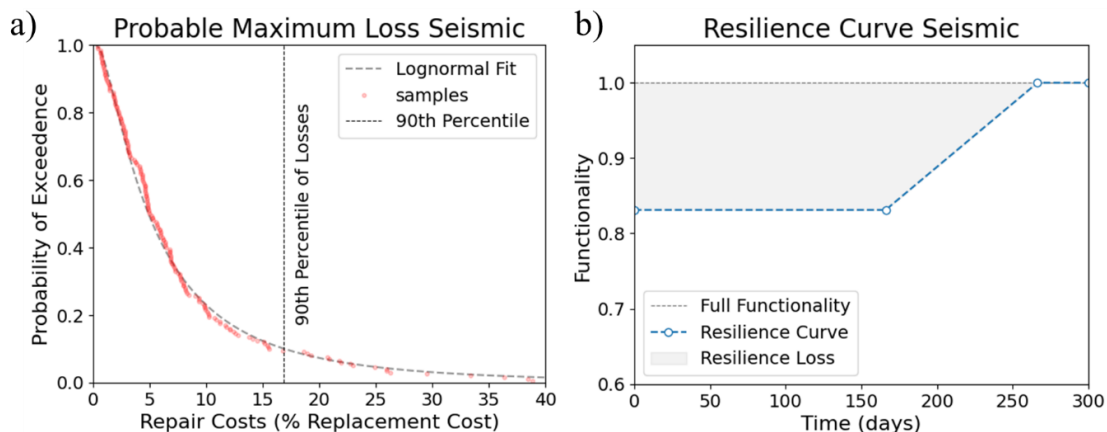 a)
Probable Maximum Loss Seismic
Probability of Exceedence
1.0
0.8
0.6
0.4
0.2
0.0
Lognormal Fit
samples
90th Percentile
90th Percentile of Losses
0 5 10 15 20 25 30 35 40
Repair Costs (% Replacement Cost)
b)
Resilience Curve Seismic
Functionality
1.0
0.9
0.8
0.7
0.6
Full Functionality
Resilience Curve
Resilience Loss
0 50 100 150 200 250 300
Time (days)